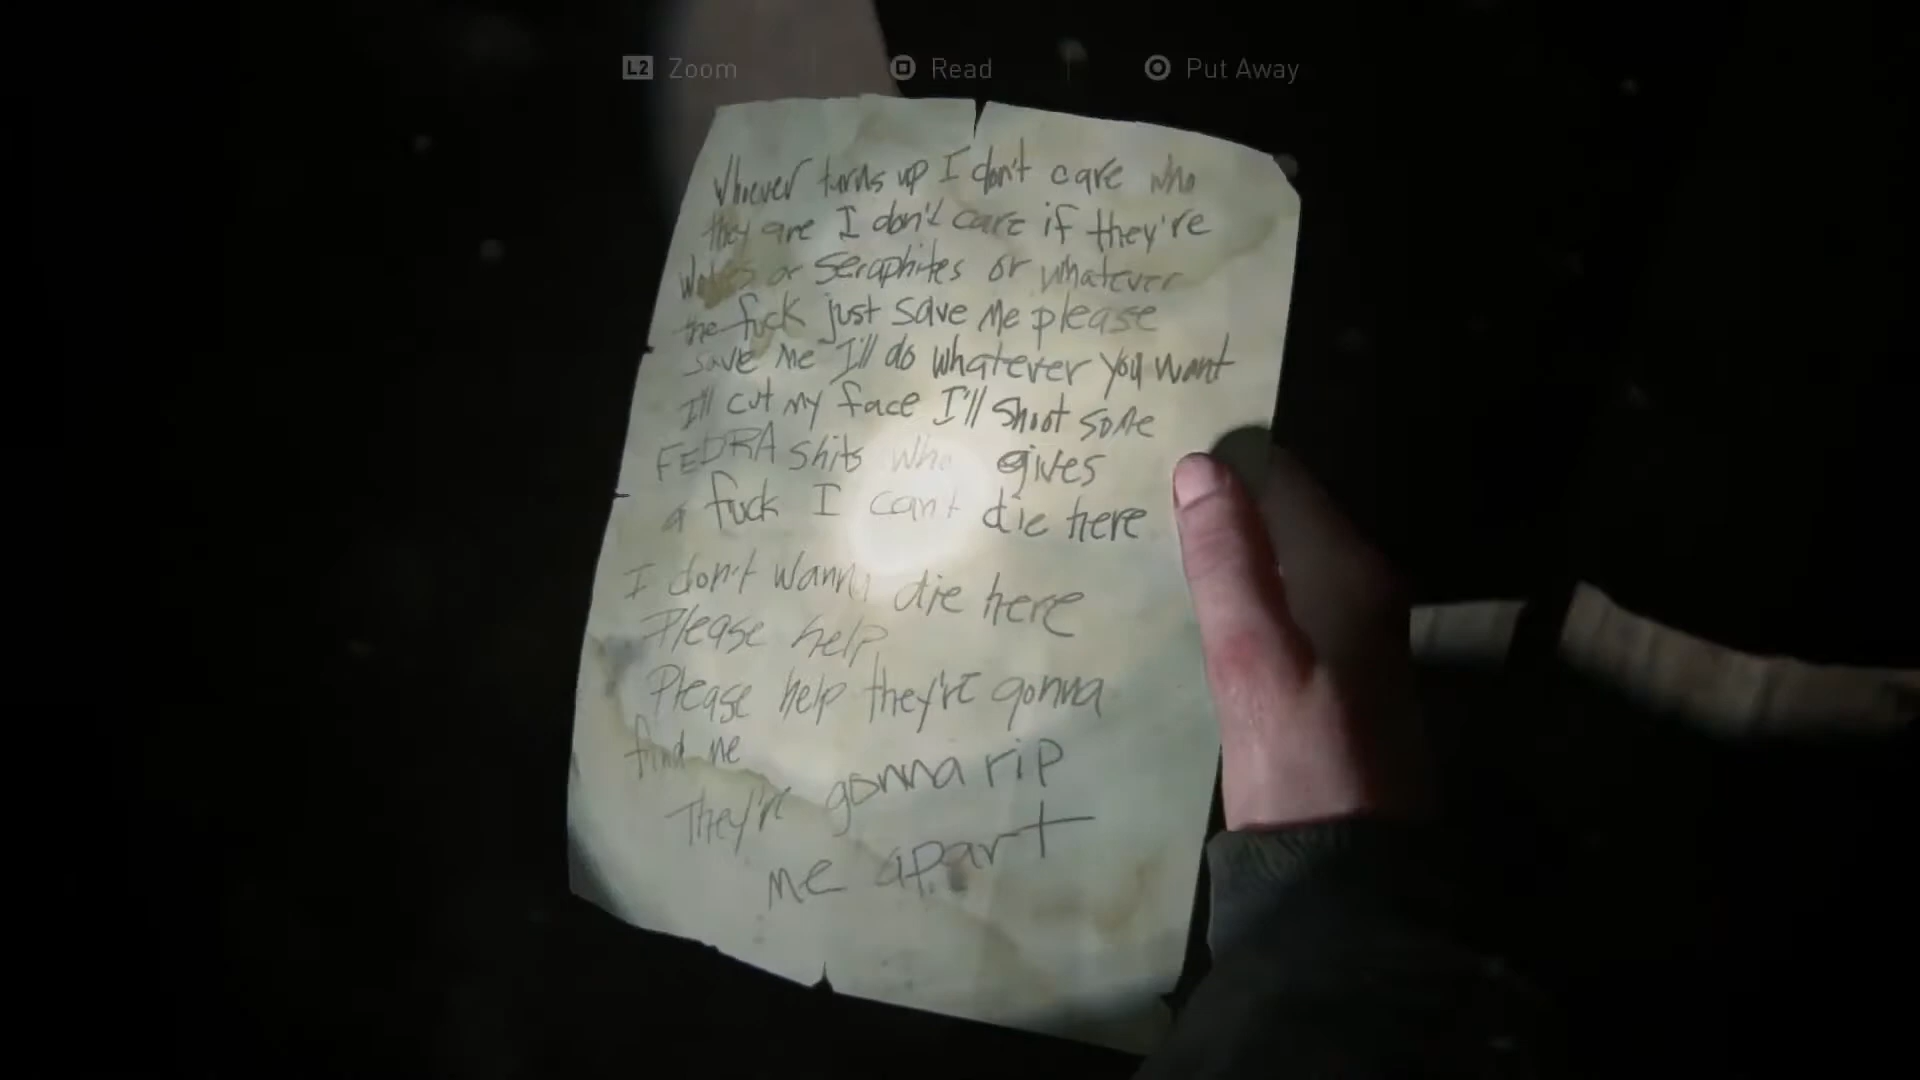 L2 Zoom Read Put Away
Whoever turns up I don't care who
they are I don't care if they're
Wolves or Seraphites or whatever
the fuck just save me please
save me I'll do whatever you want
I'll cut my face I'll shoot some
FEDRA shits who gives
a fuck I can't die here
I don't wanna die here
Please help
Please help they're gonna
find me
They're gonna rip
me apart